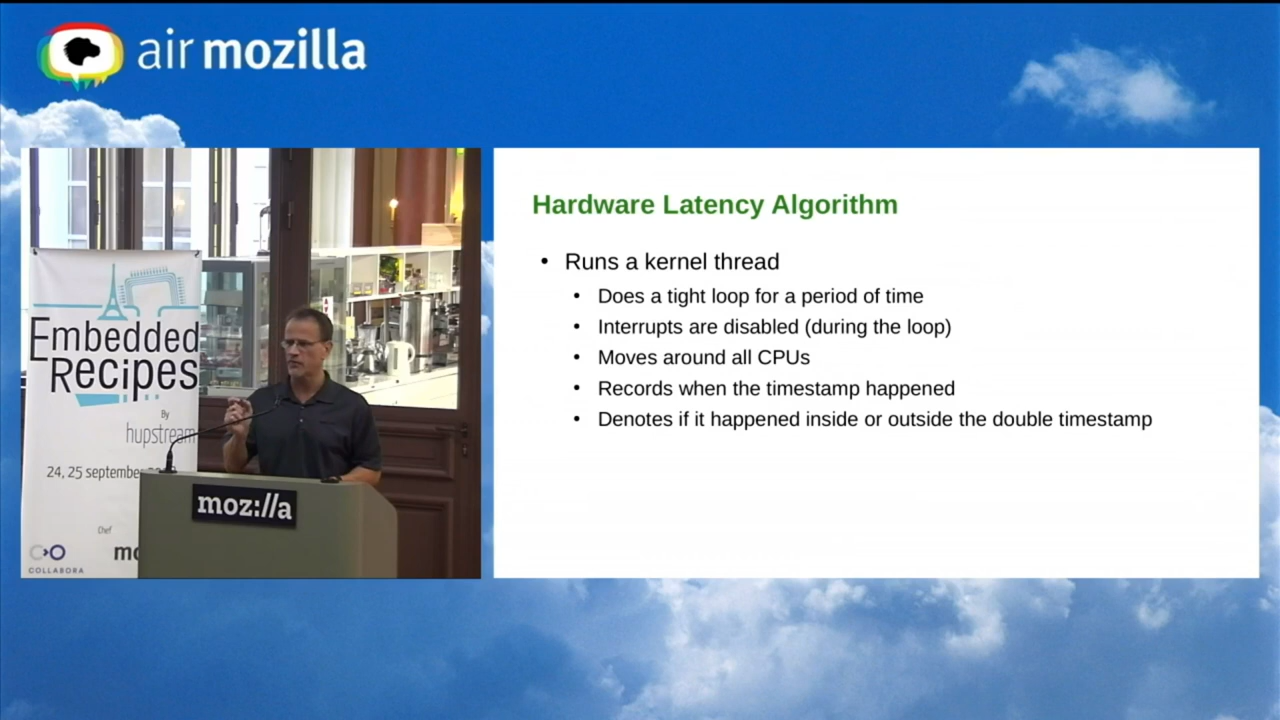 air mozilla
Embedded
Recipes
By
hupstream
24, 25 september
Chef
COLLABORA
moz://a
Hardware Latency Algorithm
• Runs a kernel thread
• Does a tight loop for a period of time
• Interrupts are disabled (during the loop)
• Moves around all CPUs
• Records when the timestamp happened
• Denotes if it happened inside or outside the double timestamp